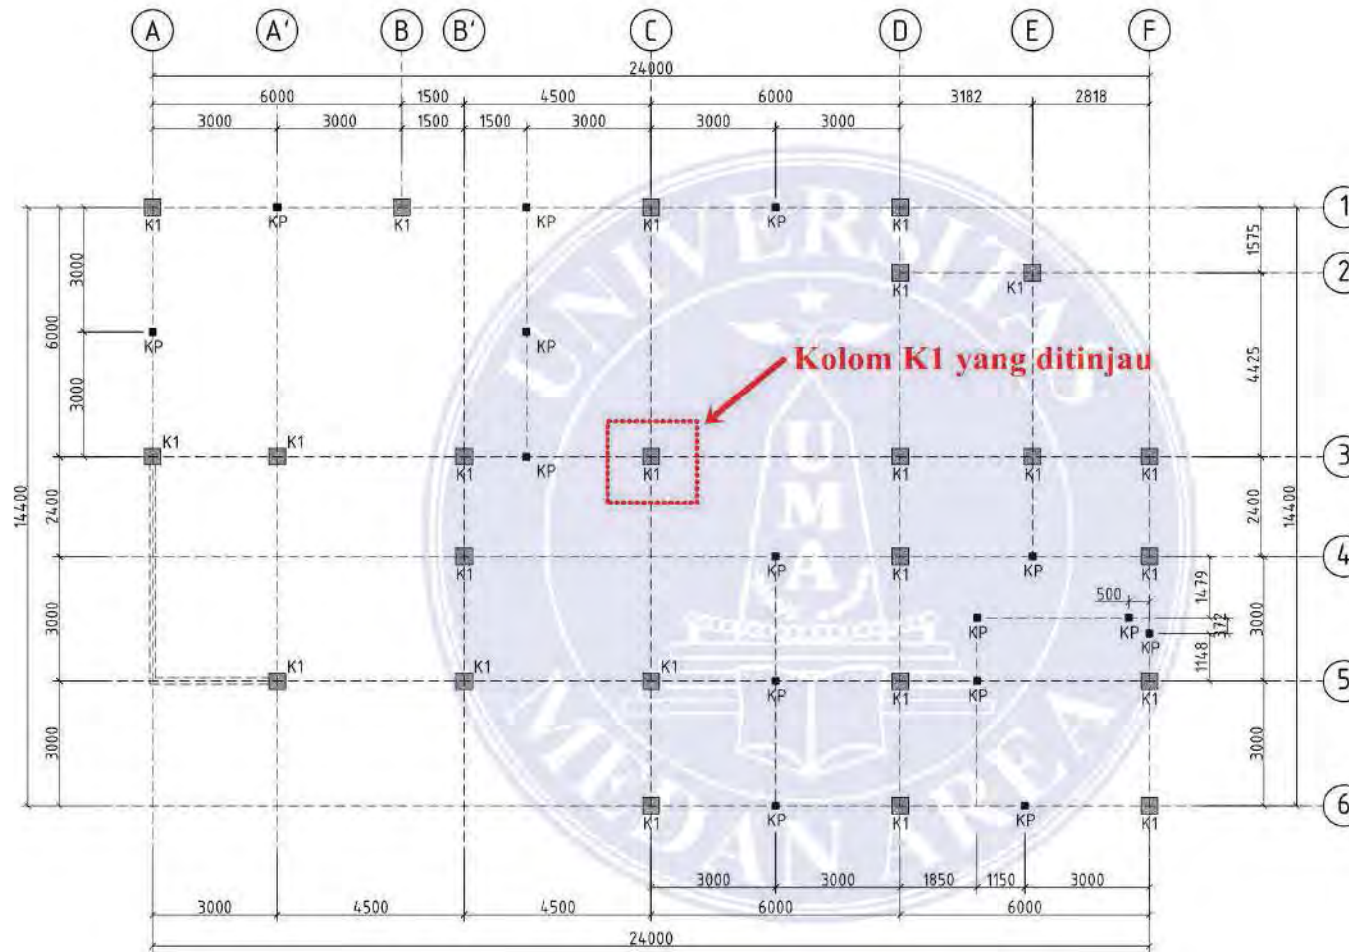 A A' B B' C D E F
24000
6000 1500 4500 6000 3182 2818
3000 3000 1500 1500 3000 3000 3000
K1 KP K1 KP K1 KP K1
1
1575
K1 K1
2
3000
6000
KP KP
Kolom K1 yang ditinjau
4425
3000
K1 K1 K1 KP K1 K1 K1 K1
3
14400
2400
2400
14400
K1 KP K1 KP K1
4
1479
500
KP KP KP
372
3000
3000
1148
K1 K1 K1 KP K1 KP K1
5
3000
3000
K1 KP K1 KP K1
6
3000 3000 1850 1150 3000
3000 4500 4500 6000 6000
24000
UNIVERSITAS
UMA
MEDAN AREA